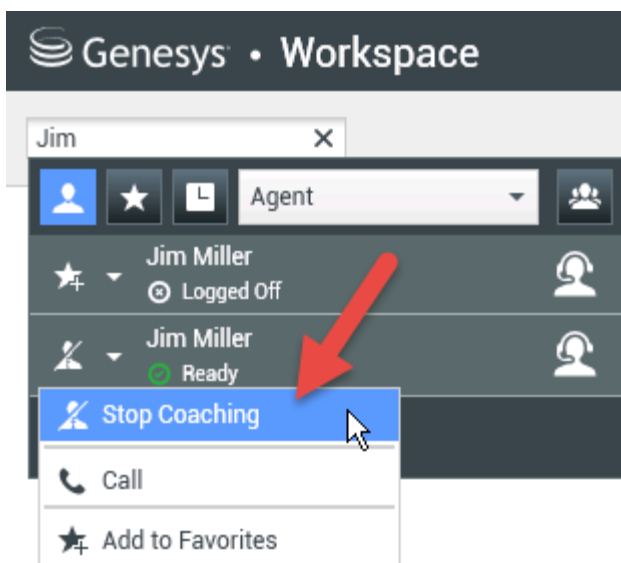 Genesys • Workspace
Jim
Agent
Jim Miller
Logged Off
Jim Miller
Ready
Stop Coaching
Call
Add to Favorites